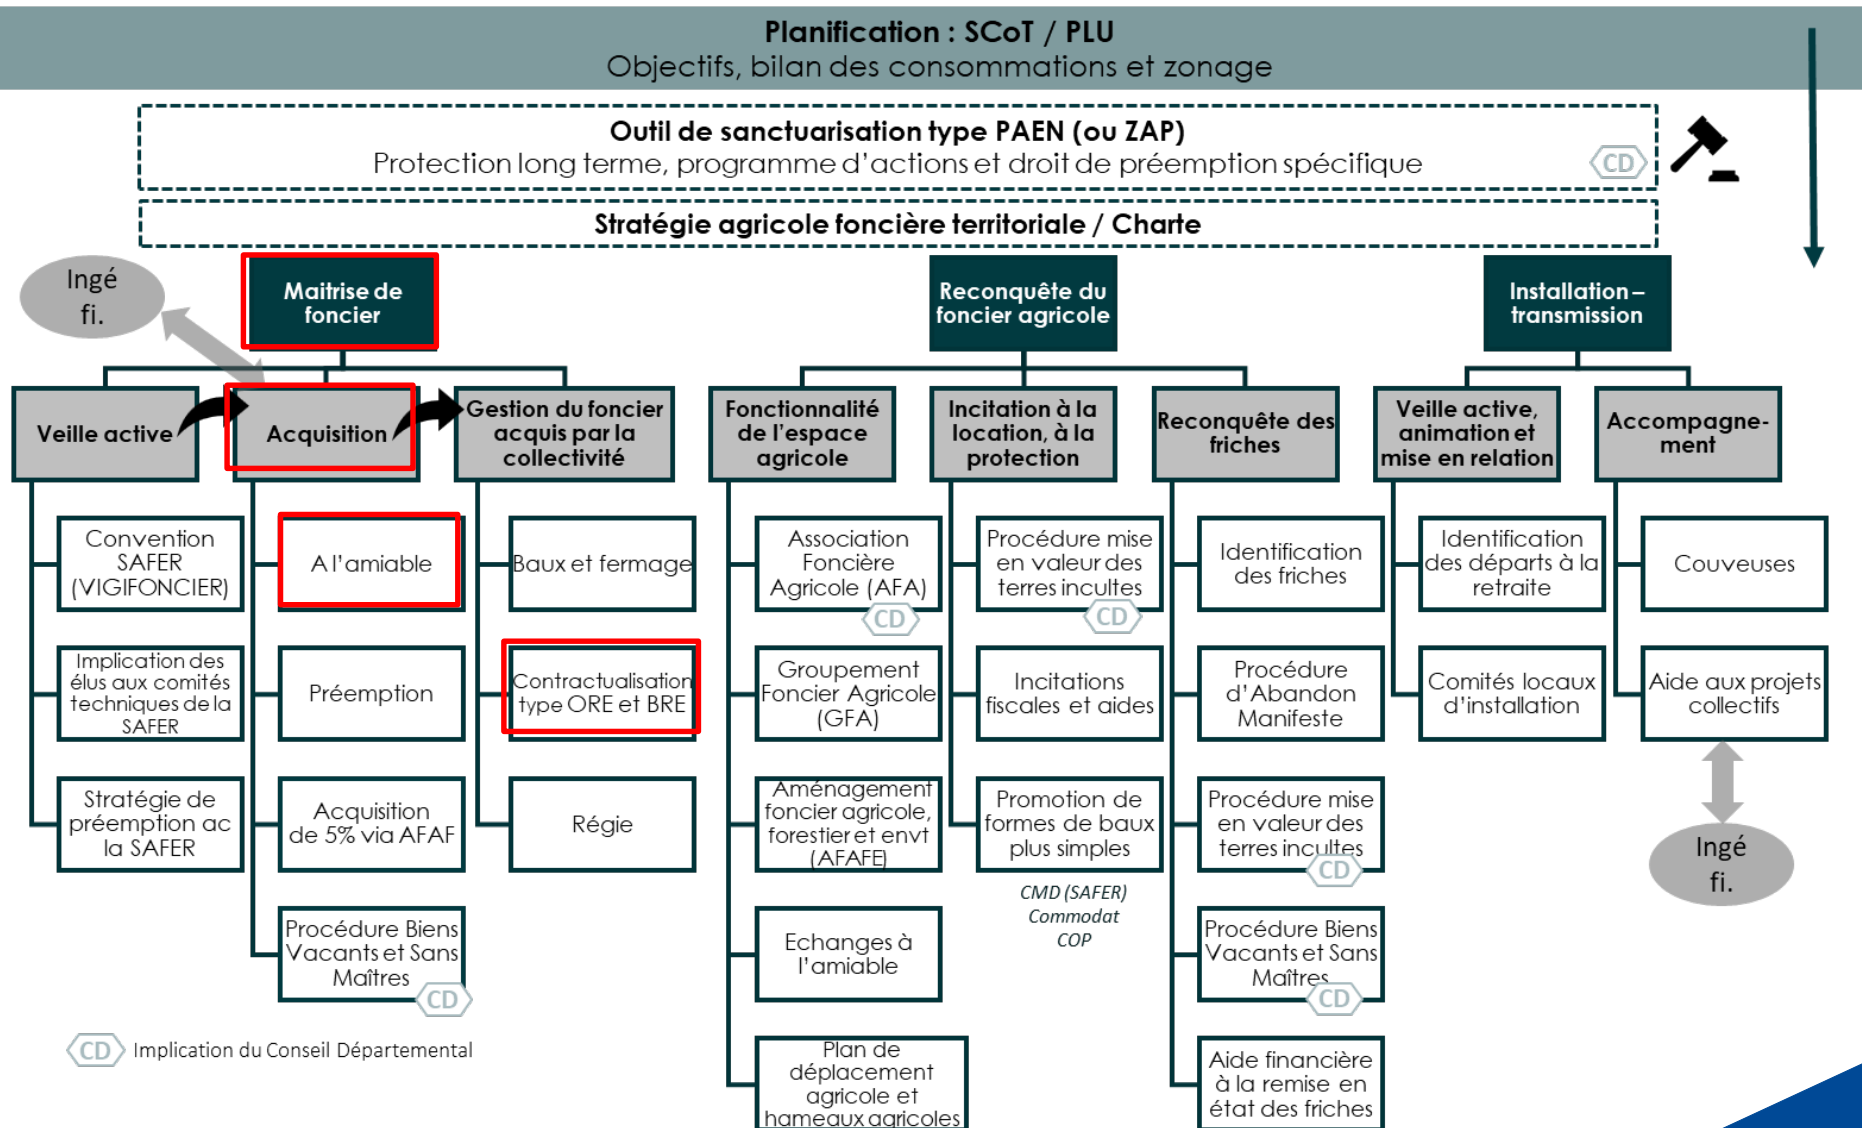 Planification : SCoT / PLU
Objectifs, bilan des consommations et zonage
Outil de sanctuarisation type PAEN (ou ZAP)
Protection long terme, programme d'actions et droit de préemption spécifique
CD
Stratégie agricole foncière territoriale / Charte
Ingé
fi.
Maitrise de
foncier
Reconquête du
foncier agricole
Installation –
transmission
Veille active
Acquisition
Gestion du foncier
acquis par la
collectivité
Fonctionnalité
de l'espace
agricole
Incitation à la
location, à la
protection
Reconquête des
friches
Veille active,
animation et
mise en relation
Accompagne-
ment
Convention
SAFER
(VIGIFONCIER)
Implication des
élus aux comités
techniques de la
SAFER
Stratégie de
préemption ac
la SAFER
A l'amiable
Préemption
Acquisition
de 5% via AFAF
Procédure Biens
Vacants et Sans
Maîtres
CD
Baux et fermage
Contractualisation
type ORE et BRE
Régie
Association
Foncière
Agricole (AFA)
CD
Groupement
Foncier Agricole
(GFA)
Aménagement
foncier agricole,
forestier et envt
(AFAFE)
Echanges à
l'amiable
Plan de
déplacement
agricole et
hameaux agricoles
Procédure mise
en valeur des
terres incultes
CD
Incitations
fiscales et aides
Promotion de
formes de baux
plus simples
CMD (SAFER)
Commodat
COP
Identification
des friches
Procédure
d'Abandon
Manifeste
Procédure mise
en valeur des
terres incultes
CD
Procédure Biens
Vacants et Sans
Maîtres
CD
Aide financière
à la remise en
état des friches
Identification
des départs à la
retraite
Comités locaux
d'installation
Couveuses
Aide aux projets
collectifs
Ingé
fi.
CD Implication du Conseil Départemental